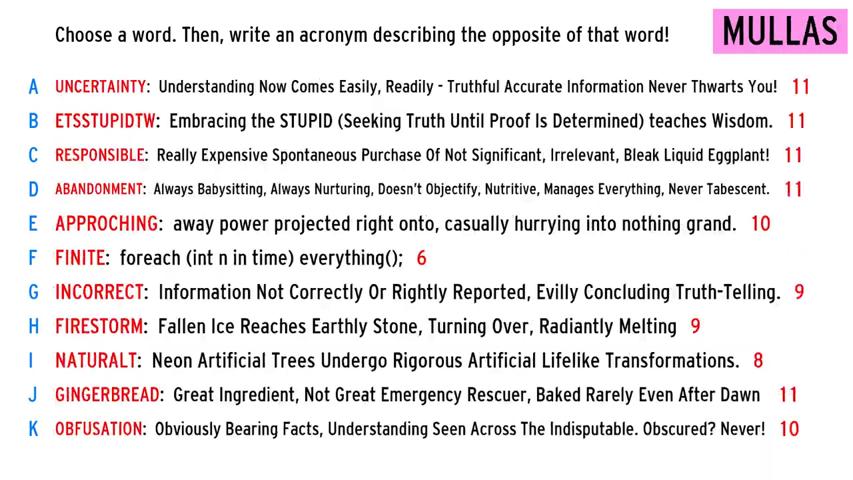 Choose a word. Then, write an acronym describing the opposite of that word!
MULLAS
A UNCERTAINTY: Understanding Now Comes Easily, Readily - Truthful Accurate Information Never Thwarts You! 11
B ETSSTUPIDTW: Embracing the STUPID (Seeking Truth Until Proof Is Determined) teaches Wisdom. 11
C RESPONSIBLE: Really Expensive Spontaneous Purchase Of Not Significant, Irrelevant, Bleak Liquid Eggplant! 11
D ABANDONMENT: Always Babysitting, Always Nurturing, Doesn't Objectify, Nutritive, Manages Everything, Never Tabescent. 11
E APPROCHING: away power projected right onto, casually hurrying into nothing grand. 10
F FINITE: foreach (int n in time) everything(); 6
G INCORRECT: Information Not Correctly Or Rightly Reported, Evilly Concluding Truth-Telling. 9
H FIRESTORM: Fallen Ice Reaches Earthly Stone, Turning Over, Radiantly Melting 9
I NATURALT: Neon Artificial Trees Undergo Rigorous Artificial Lifelike Transformations. 8
J GINGERBREAD: Great Ingredient, Not Great Emergency Rescuer, Baked Rarely Even After Dawn 11
K OBFUSATION: Obviously Bearing Facts, Understanding Seen Across The Indisputable. Obscured? Never! 10